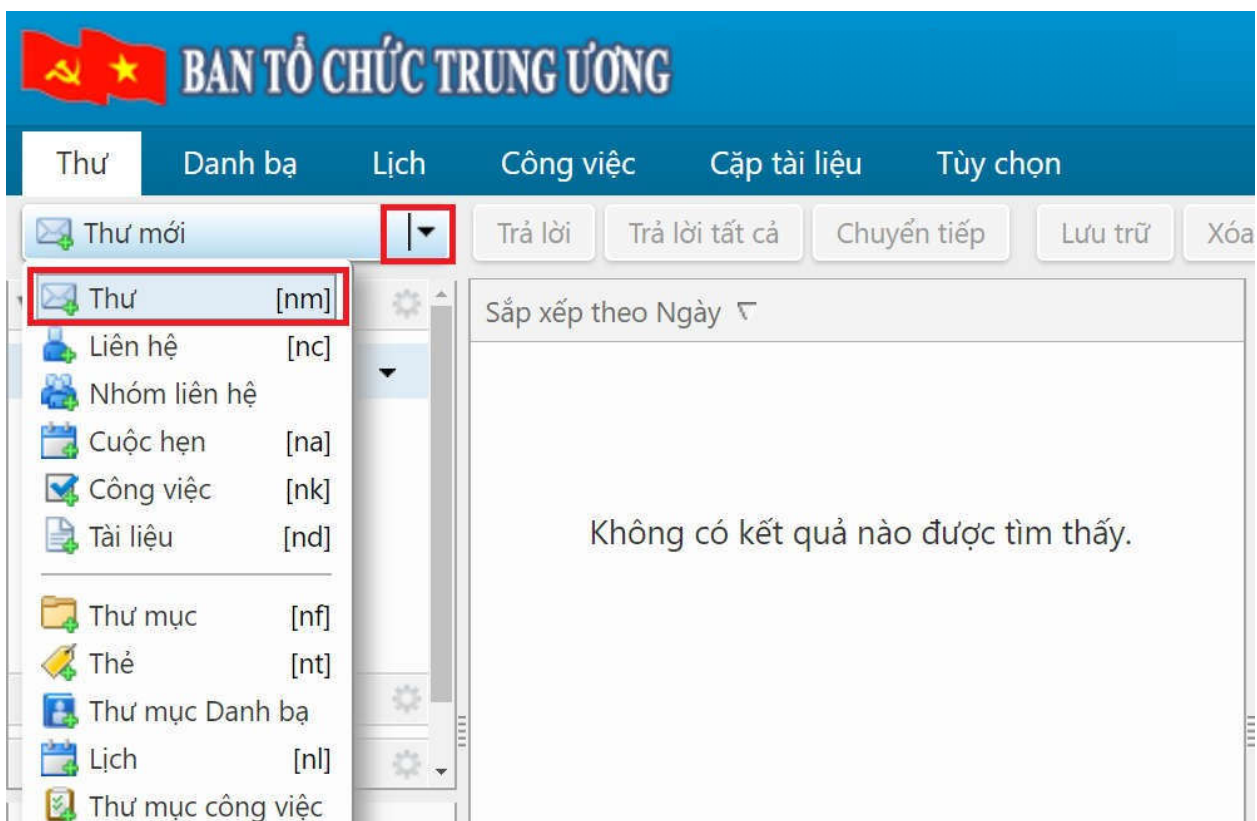 BAN TỔ CHỨC TRUNG ƯƠNG
Thư Danh bạ Lịch Công việc Cặp tài liệu Tùy chọn
Thư mới Trả lời Trả lời tất cả Chuyển tiếp Lưu trữ Xóa
Thư [nm]
Sắp xếp theo Ngày
Liên hệ [nc]
Nhóm liên hệ
Cuộc hẹn [na]
Công việc [nk]
Tài liệu [nd]
Không có kết quả nào được tìm thấy.
Thư mục [nf]
Thẻ [nt]
Thư mục Danh bạ
Lịch [nl]
Thư mục công việc